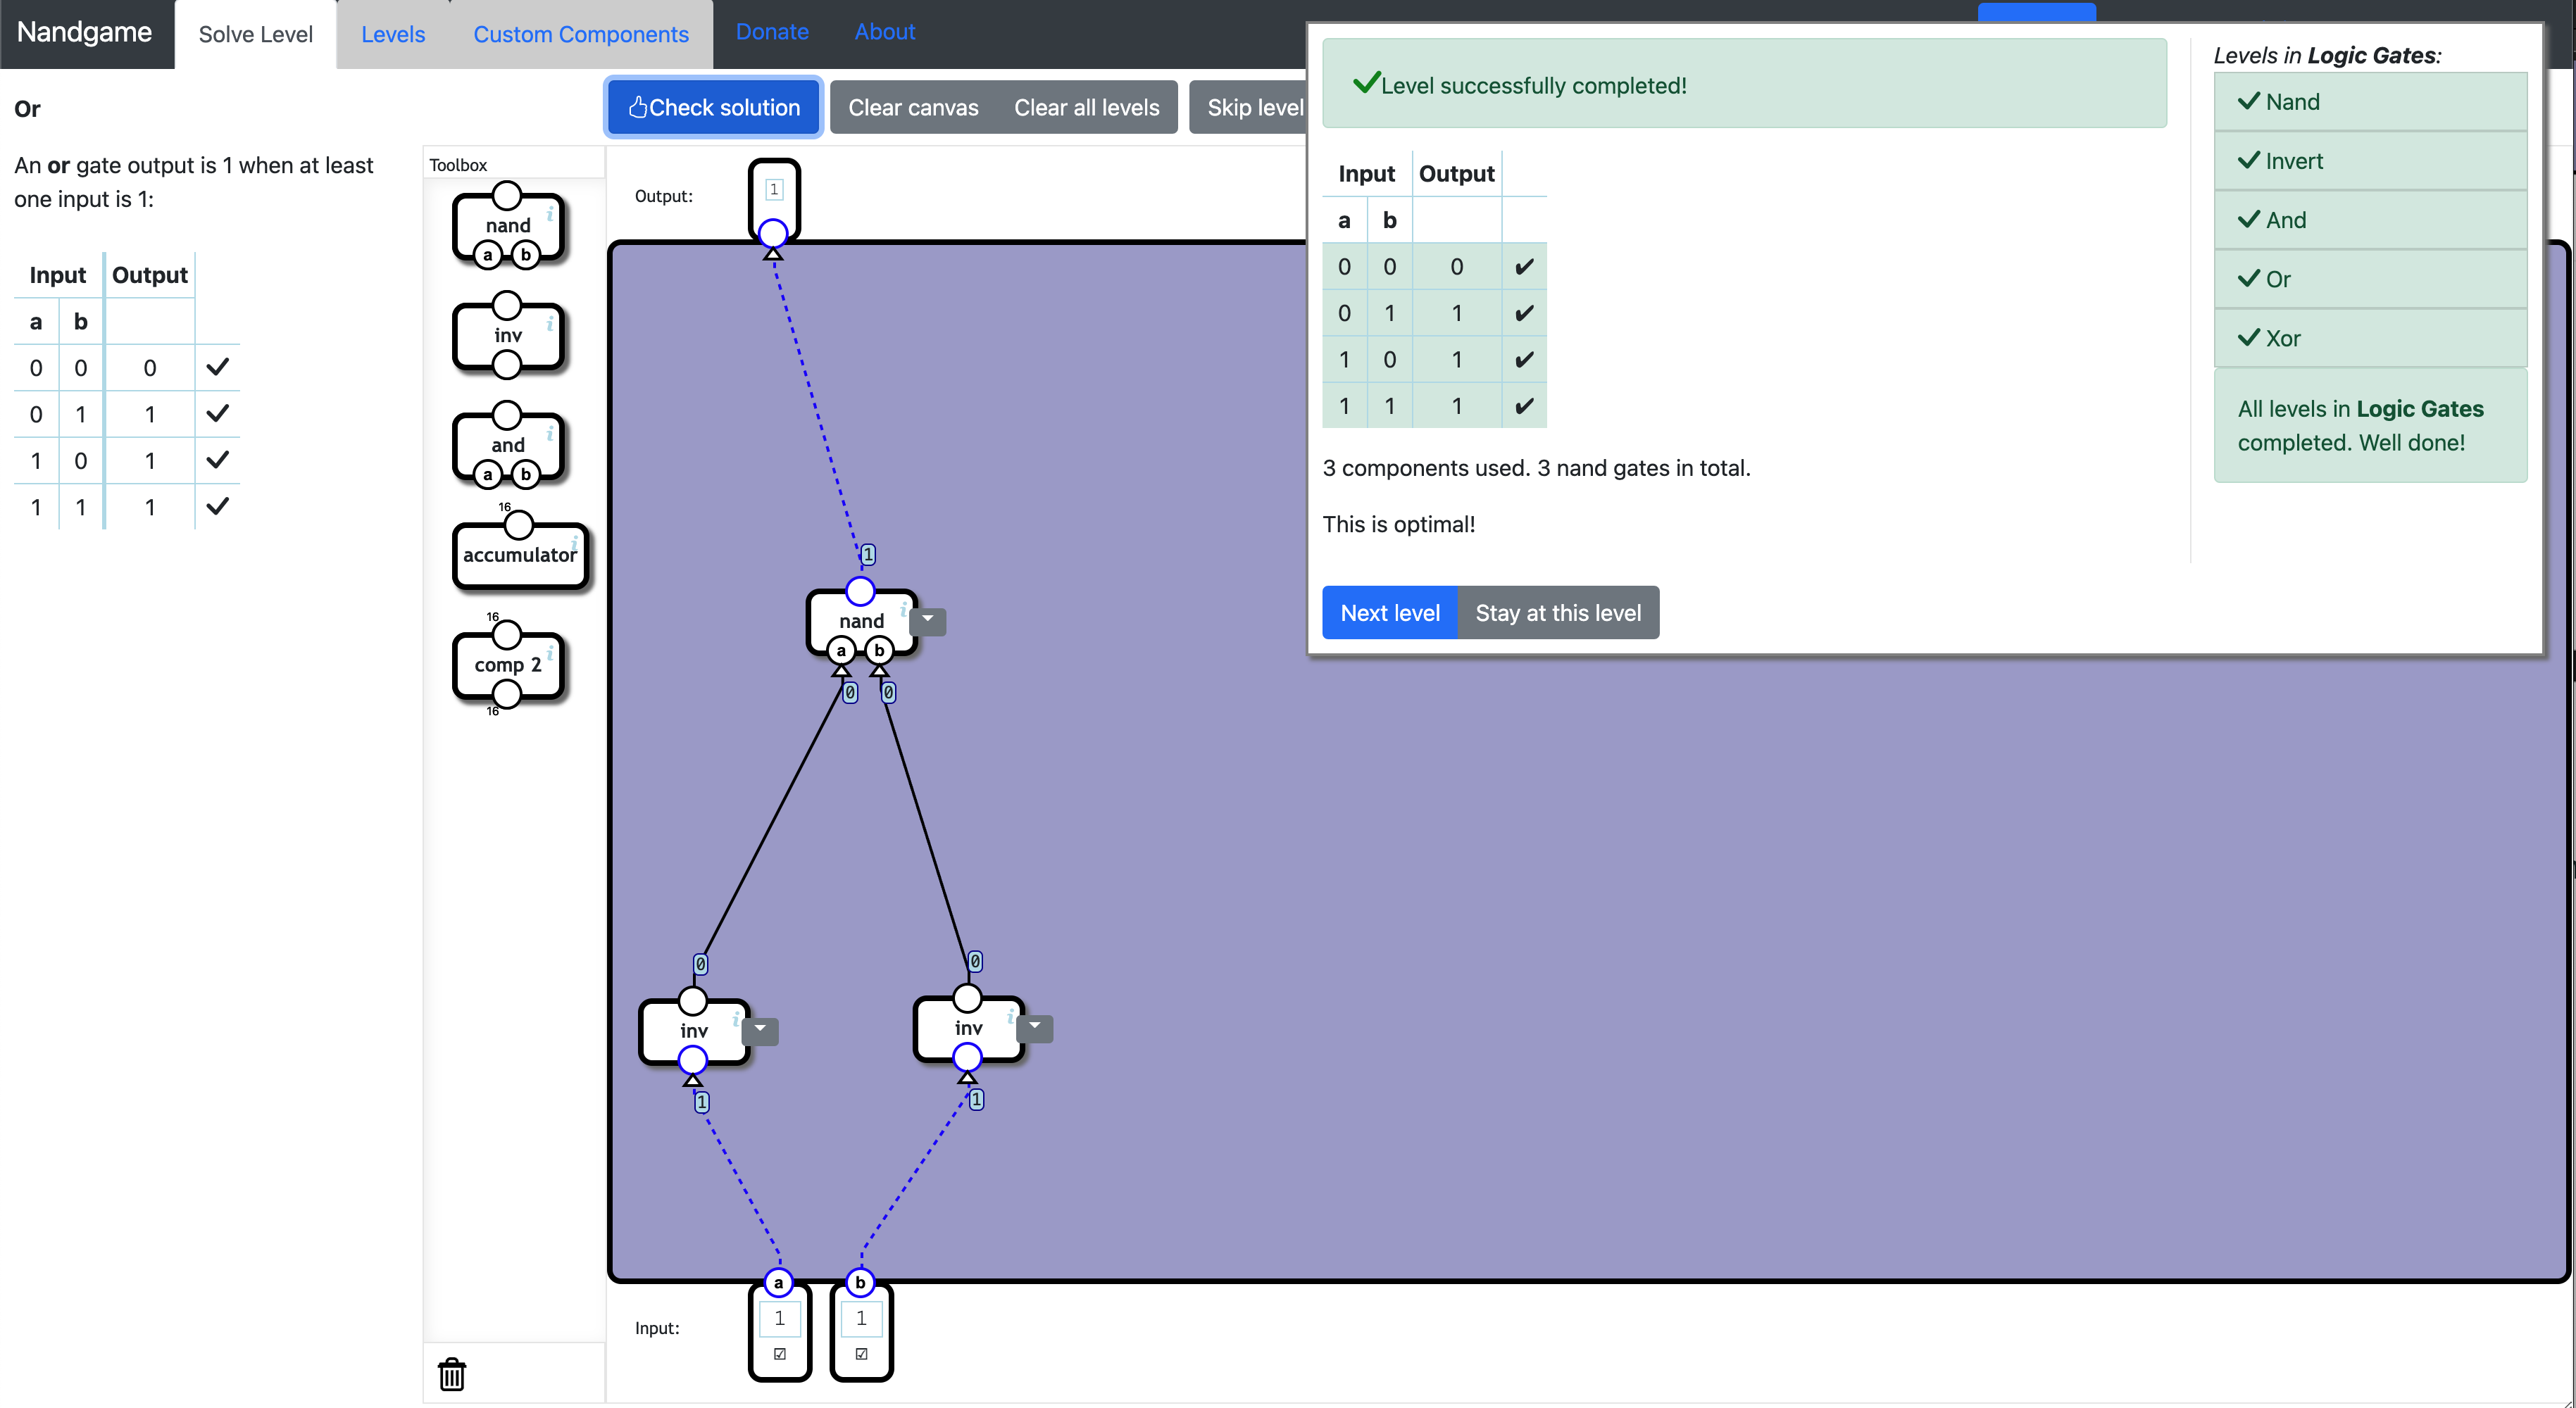 Nandgame
Solve Level
Levels
Custom Components
Donate
About
Check solution
Clear canvas
Clear all levels
Skip level
Or
An or gate output is 1 when at least
one input is 1:
Input Output
a b
0 0 0 ✓
0 1 1 ✓
1 0 1 ✓
1 1 1 ✓
Toolbox
nand
i
a b
inv
i
and
i
a b
16
accumulator
i
16
comp 2
i
16
Output:
1
1
nand
i
a b
0 0
0 0
inv
i
inv
i
1 1
a b
Input:
1 1
☑ ☑
✓Level successfully completed!
Input Output
a b
0 0 0 ✔
0 1 1 ✔
1 0 1 ✔
1 1 1 ✔
3 components used. 3 nand gates in total.
This is optimal!
Next level
Stay at this level
Levels in Logic Gates:
✓ Nand
✓ Invert
✓ And
✓ Or
✓ Xor
All levels in Logic Gates
completed. Well done!